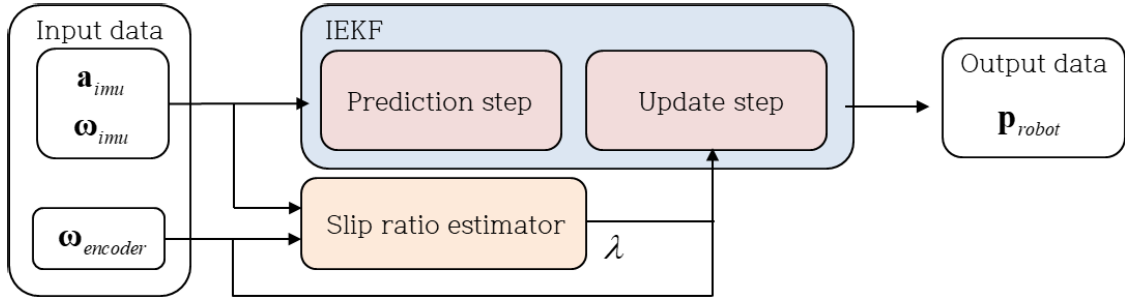 Input data
a_imu
ω_imu
ω_encoder
IEKF
Prediction step
Update step
Slip ratio estimator
λ
Output data
p_robot